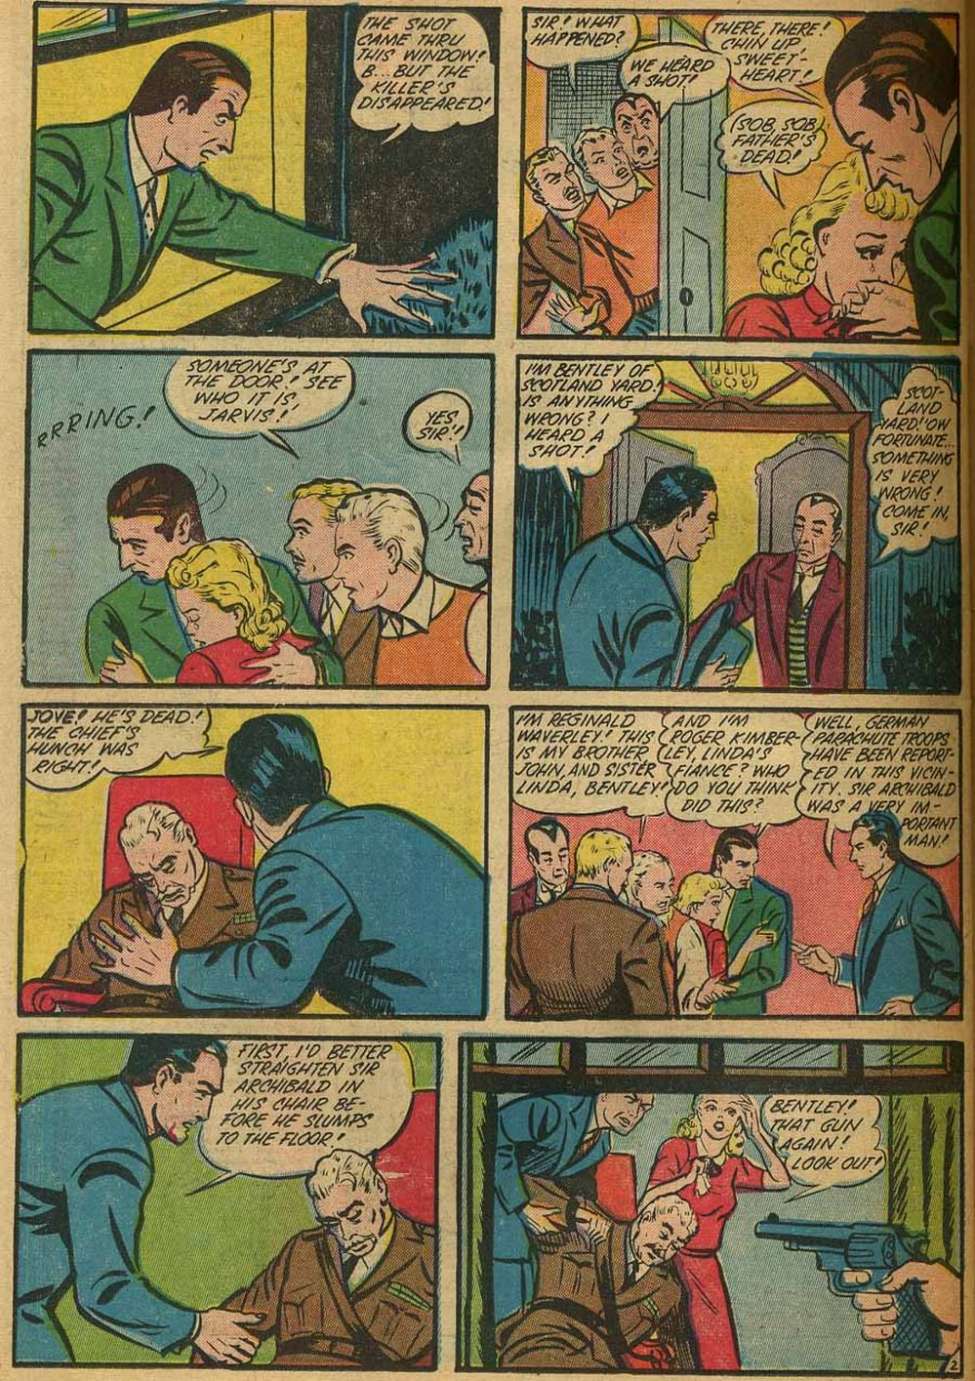 THE SHOT
CAME THRU
THIS WINDOW!
B... BUT THE
KILLER'S
DISAPPEARED!
SIR! WHAT
HAPPENED?
WE HEARD
A SHOT!
THERE, THERE!
CHIN UP,
SWEET-
HEART!
(SOB, SOB)
FATHER'S
DEAD!
RRRRING!
SOMEONE'S AT
THE DOOR! SEE
WHO IT IS
JARVIS!
YES,
SIR!
I'M BENTLEY OF
SCOTLAND YARD!
IS ANYTHING
WRONG? I
HEARD A
SHOT!
SCOT-
LAND
YARD! 'OW
FORTUNATE...
SOMETHING
IS VERY
WRONG!
COME IN,
SIR!
JOVE! HE'S DEAD!
THE CHIEF'S
HUNCH WAS
RIGHT!
I'M REGINALD
WAVERLEY! THIS
IS MY BROTHER
JOHN, AND SISTER
LINDA, BENTLEY!
AND I'M
ROGER KIMBER-
LEY, LINDA'S
FIANCE? WHO
DO YOU THINK
DID THIS?
WELL, GERMAN
PARACHUTE TROOPS
HAVE BEEN REPORT-
ED IN THIS VICIN-
ITY. SIR ARCHIBALD
WAS A VERY IM-
PORTANT
MAN!
FIRST, I'D BETTER
STRAIGHTEN SIR
ARCHIBALD IN
HIS CHAIR BE-
FORE HE SLUMPS
TO THE FLOOR!
BENTLEY!
THAT GUN
AGAIN!
LOOK OUT!
2